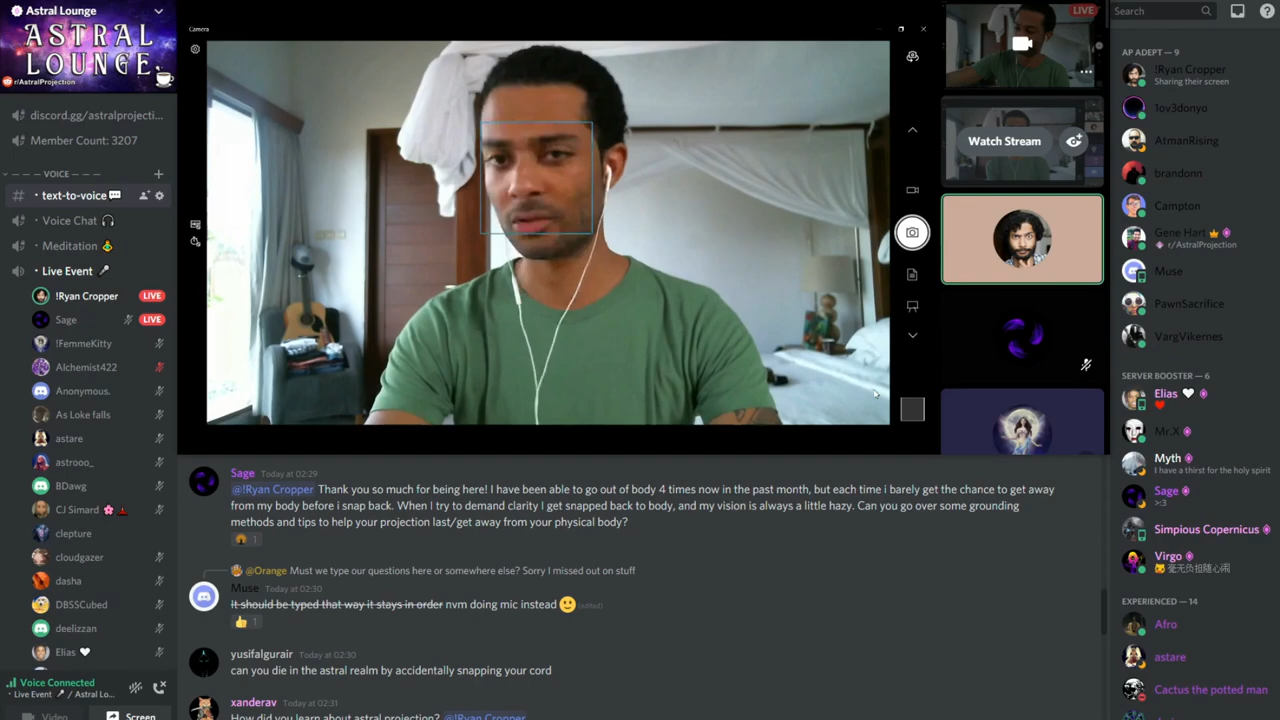 Astral Lounge
ASTRAL
LOUNGE
r/AstralProjection
discord.gg/astralprojecti...
Member Count: 3207
VOICE
text-to-voice
Voice Chat
Meditation
Live Event
!Ryan Cropper LIVE
Sage LIVE
!FemmeKitty
Alchemist422
Anonymous.
As Loke falls
astare
astrooo_
BDawg
CJ Simard
clepture
cloudgazer
dasha
DBSSCubed
deelizzan
Elias
Voice Connected
Live Event / Astral Lo...
Video Screen
Camera
LIVE
Watch Stream
Sage Today at 02:29
@!Ryan Cropper Thank you so much for being here! I have been able to go out of body 4 times now in the past month, but each time i barely get the chance to get away
from my body before i snap back. When I try to demand clarity I get snapped back to body, and my vision is always a little hazy. Can you go over some grounding
methods and tips to help your projection last/get away from your physical body?
1
@Orange Must we type our questions here or somewhere else? Sorry I missed out on stuff
Muse Today at 02:30
It should be typed that way it stays in order nvm doing mic instead (edited)
1
yusifalgurair Today at 02:30
can you die in the astral realm by accidentally snapping your cord
xanderav Today at 02:31
How did you learn about astral projection? @!Ryan Cropper
Search
AP ADEPT — 9
!Ryan Cropper
Sharing their screen
1ov3donyo
AtmanRising
brandonn
Campton
Gene Hart
r/AstralProjection
Muse
PawnSacrifice
VargVikernes
SERVER BOOSTER — 6
Elias
Mr.X
Myth
I have a thirst for the holy spirit
Sage
>:3
Simpious Copernicus
Virgo
毫无负担随心闹
EXPERIENCED — 14
Afro
astare
Cactus the potted man